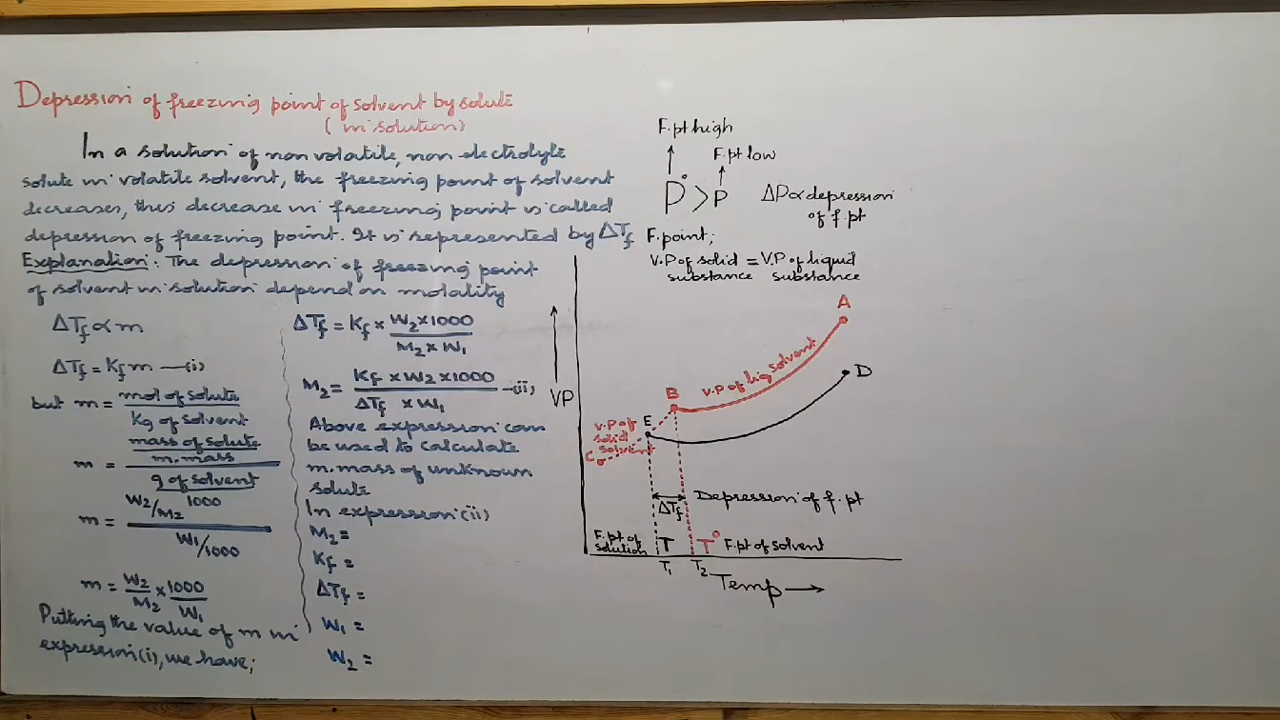 Depression of freezing point of solvent by solute
(in solution)
In a solution of non volatile, non electrolyte
solute in volatile solvent, the freezing point of solvent
decreases, this decrease in freezing point is called
depression of freezing point. It is represented by ΔTf
Explanation: The depression of freezing point
of solvent in solution depend on molality
ΔTf ∝ m
ΔTf = Kf m —(i)
but m = mol of solute
Kg of solvent
m = mass of solute
m. mass
g of solvent
1000
m = W2/M2
W1/1000
m = W2/M2 × 1000/W1
Putting the value of m in
expression(i), we have;
ΔTf = Kf × W2 × 1000
M2 × W1
M2 = Kf × W2 × 1000 —(ii)
ΔTf × W1
Above expression can
be used to calculate
m. mass of unknown
solute
In expression(ii)
M2 =
Kf =
ΔTf =
W1 =
W2 =
F.pt high
F.pt low
P° > P
ΔP ∝ depression
of f.pt
F.point;
V.P of solid = V.P of liquid
substance substance
A
V.P of liq solvent
D
B
E
V.P of
solid
solvent
C
VP
Depression of f.pt
ΔTf
F.pt of
solution
T
T° F.pt of solvent
T1 T2
Temp →